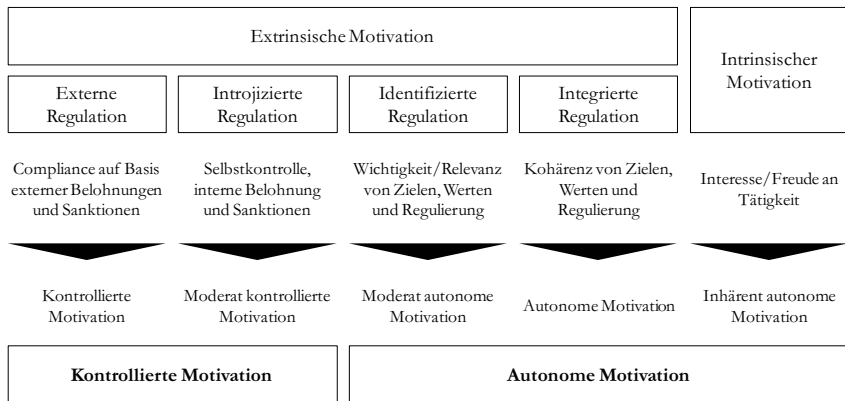 Extrinsische Motivation
Intrinsischer
Motivation
Externe
Regulation
Introjizierte
Regulation
Identifizierte
Regulation
Integrierte
Regulation
Compliance auf Basis
externer Belohnungen
und Sanktionen
Selbstkontrolle,
interne Belohnung
und Sanktionen
Wichtigkeit/Relevanz
von Zielen, Werten
und Regulierung
Kohärenz von Zielen,
Werten und
Regulierung
Interesse/Freude an
Tätigkeit
Kontrollierte
Motivation
Moderat kontrollierte
Motivation
Moderat autonome
Motivation
Autonome Motivation
Inhärent autonome
Motivation
Kontrollierte Motivation
Autonome Motivation